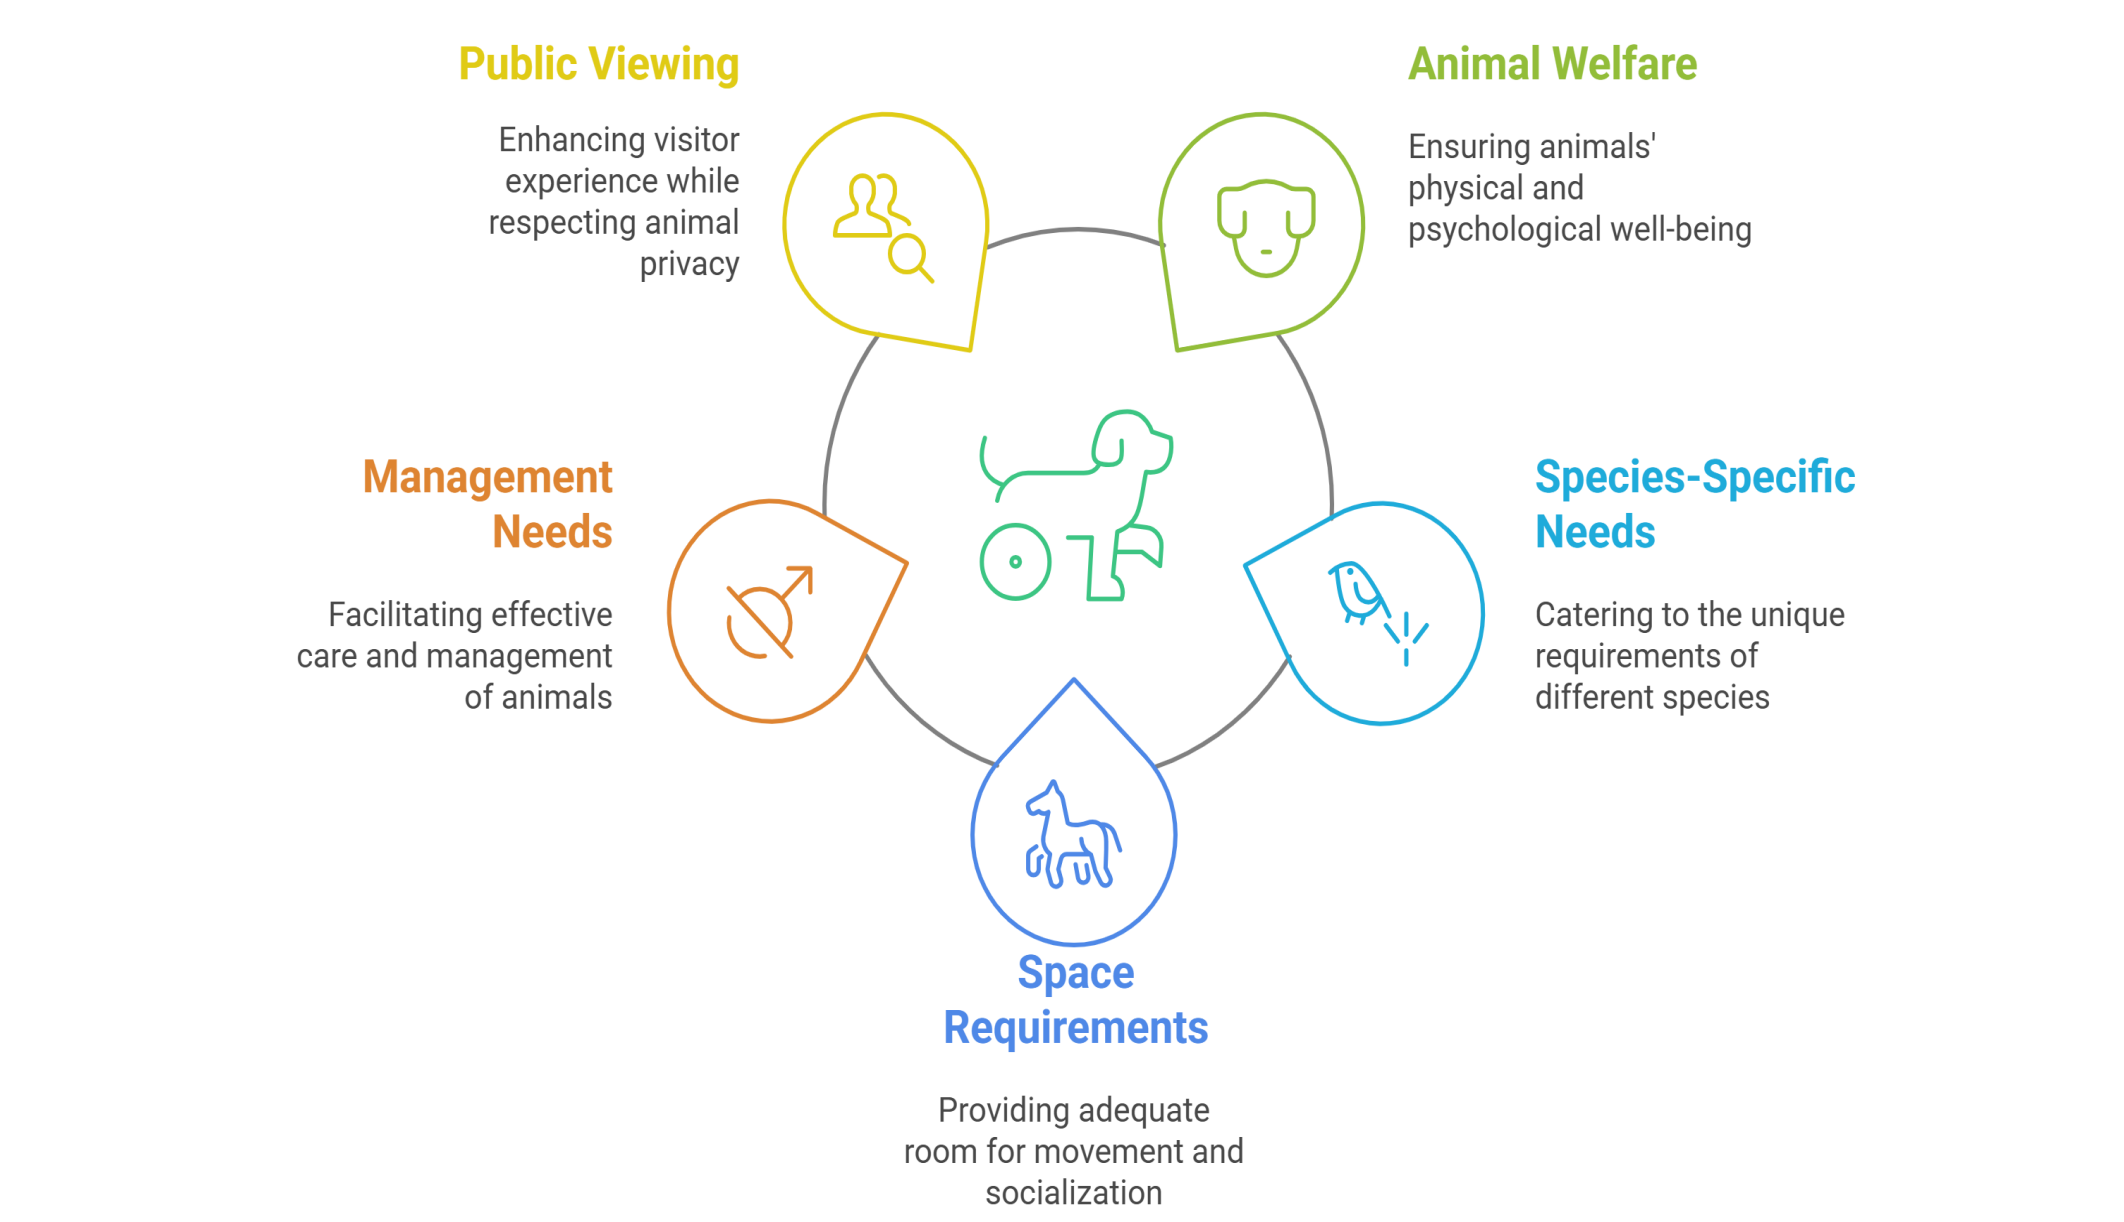 Public Viewing
Enhancing visitor
experience while
respecting animal
privacy
Animal Welfare
Ensuring animals'
physical and
psychological well-being
Management
Needs
Facilitating effective
care and management
of animals
Species-Specific
Needs
Catering to the unique
requirements of
different species
Space
Requirements
Providing adequate
room for movement and
socialization